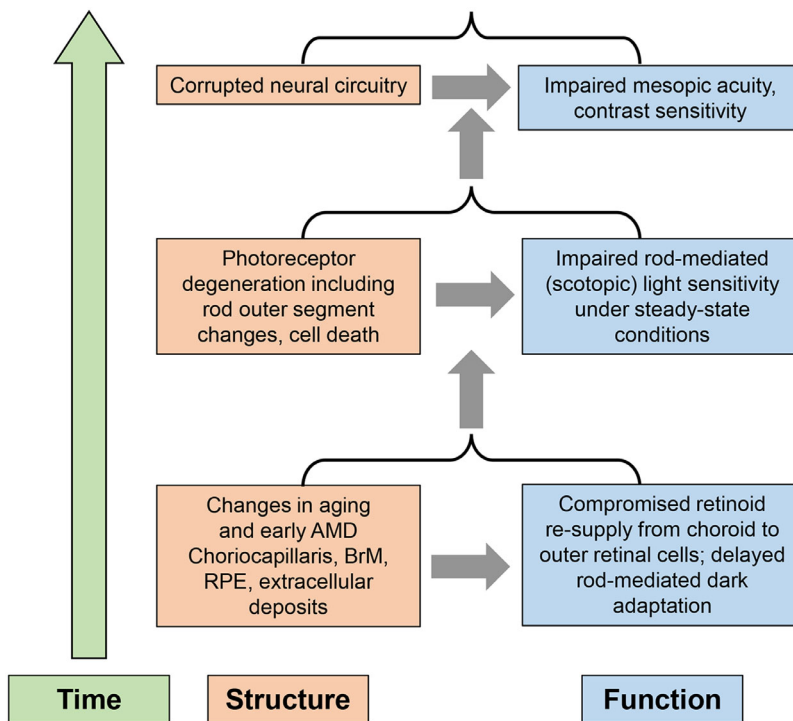 Corrupted neural circuitry
Impaired mesopic acuity,
contrast sensitivity
Photoreceptor
degeneration including
rod outer segment
changes, cell death
Impaired rod-mediated
(scotopic) light sensitivity
under steady-state
conditions
Changes in aging
and early AMD
Choriocapillaris, BrM,
RPE, extracellular
deposits
Compromised retinoid
re-supply from choroid to
outer retinal cells; delayed
rod-mediated dark
adaptation
Time
Structure
Function